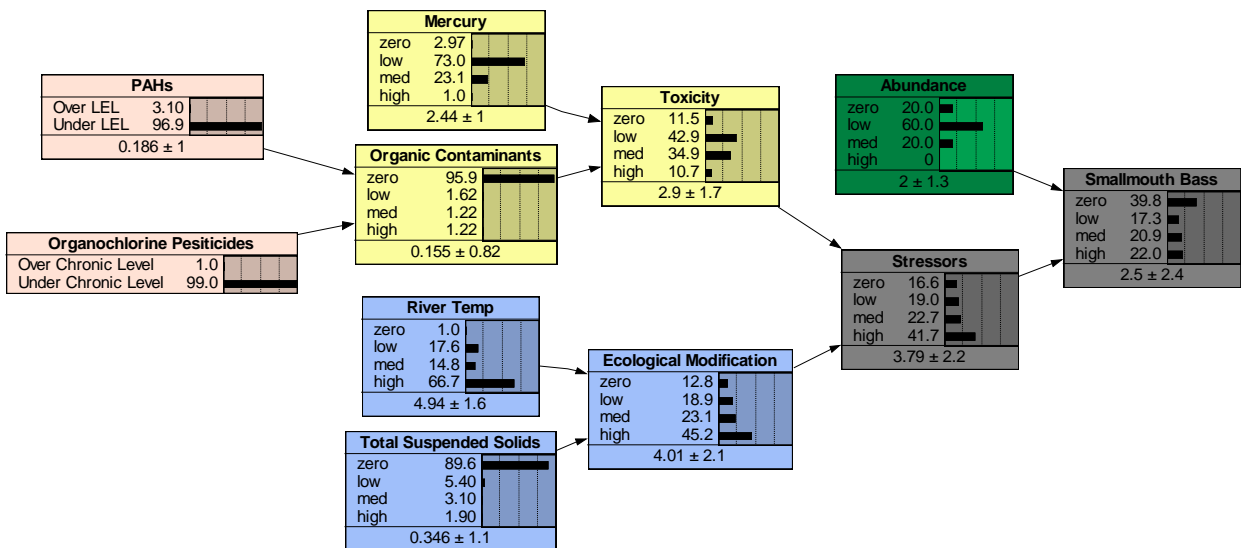 PAHs
Over LEL 3.10
Under LEL 96.9
0.186 ± 1
Organochlorine Pesiticides
Over Chronic Level 1.0
Under Chronic Level 99.0
Mercury
zero 2.97
low 73.0
med 23.1
high 1.0
2.44 ± 1
Organic Contaminants
zero 95.9
low 1.62
med 1.22
high 1.22
0.155 ± 0.82
River Temp
zero 1.0
low 17.6
med 14.8
high 66.7
4.94 ± 1.6
Total Suspended Solids
zero 89.6
low 5.40
med 3.10
high 1.90
0.346 ± 1.1
Toxicity
zero 11.5
low 42.9
med 34.9
high 10.7
2.9 ± 1.7
Ecological Modification
zero 12.8
low 18.9
med 23.1
high 45.2
4.01 ± 2.1
Abundance
zero 20.0
low 60.0
med 20.0
high 0
2 ± 1.3
Stressors
zero 16.6
low 19.0
med 22.7
high 41.7
3.79 ± 2.2
Smallmouth Bass
zero 39.8
low 17.3
med 20.9
high 22.0
2.5 ± 2.4